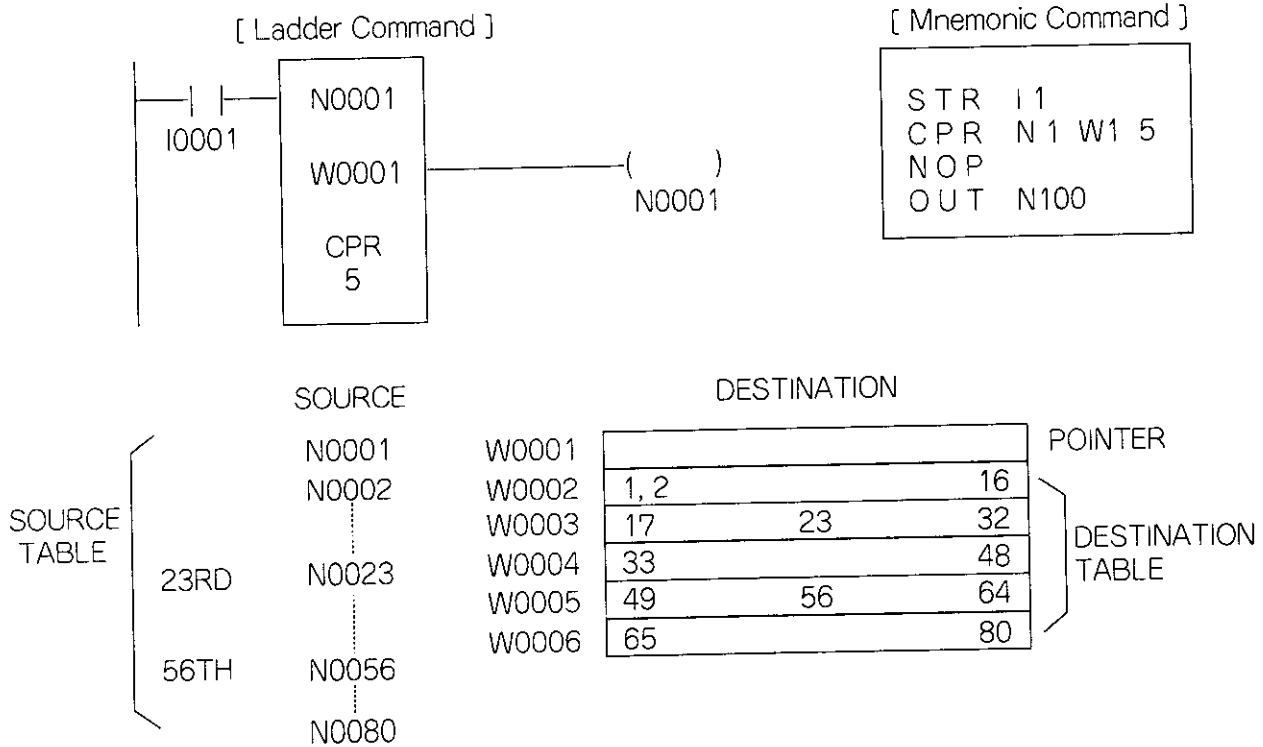 [ Ladder Command ]
[ Mnemonic Command ]
N0001
I0001
W0001
N0001
CPR
5
STR I1
CPR N1 W1 5
NOP
OUT N100
SOURCE
DESTINATION
N0001 W0001 POINTER
N0002 W0002 1, 2 16
SOURCE TABLE
W0003 17 23 32
23RD N0023 W0004 33 48
DESTINATION TABLE
W0005 49 56 64
56TH N0056 W0006 65 80
N0080